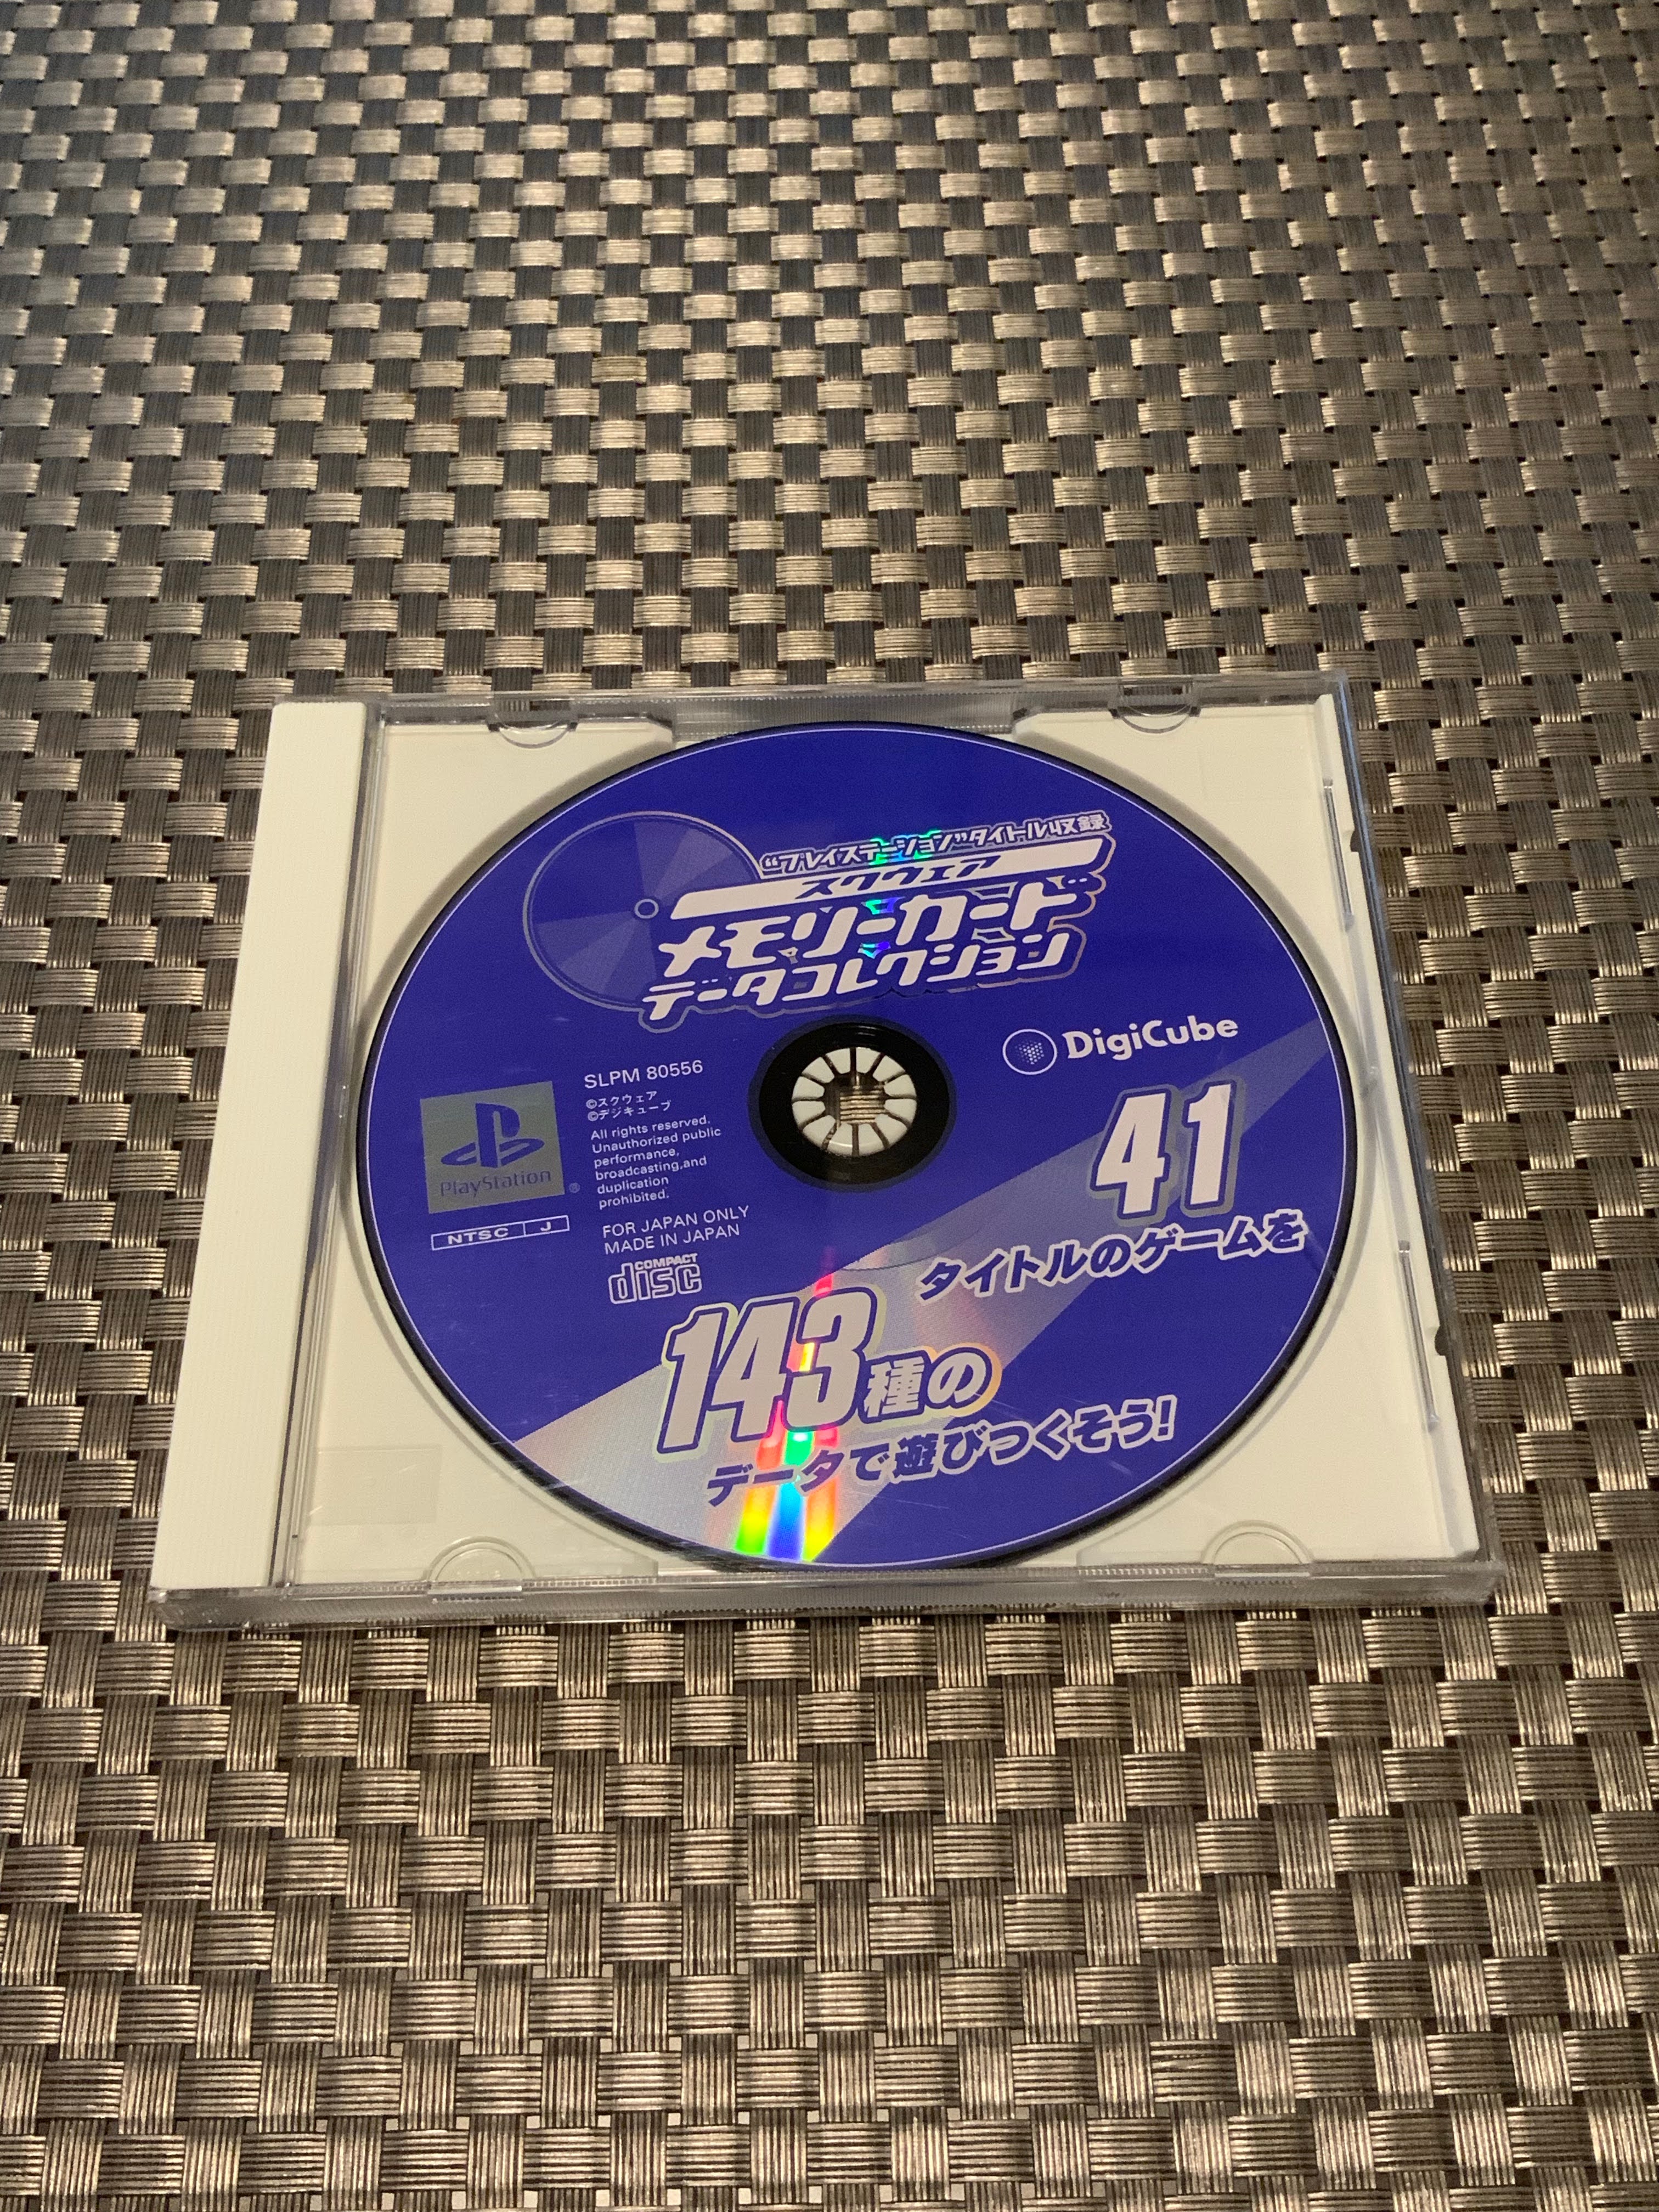 “プレイステーション”タイトル収録
スクウェア
メモリーカード
データコレクション
DigiCube
SLPM 80556
©スクウェア
©デジキューブ
All rights reserved.
Unauthorized public
performance,
broadcasting,and
duplication
prohibited.
FOR JAPAN ONLY
MADE IN JAPAN
PlayStation®
NTSC J
COMPACT
disc
41
タイトルのゲームを
143種の
データで遊びつくそう!